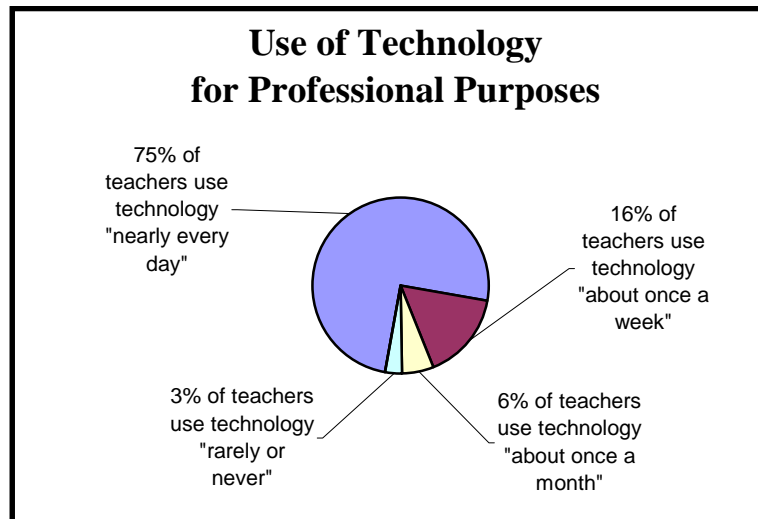 Use of Technology
for Professional Purposes
75% of
teachers use
technology
"nearly every
day"
16% of
teachers use
technology
"about once a
week"
3% of teachers
use technology
"rarely or
never"
6% of teachers
use technology
"about once a
month"